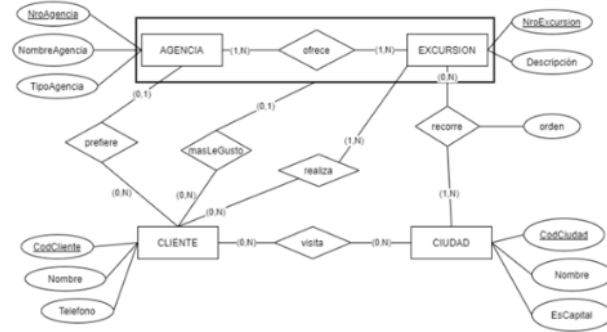 NroAgencia
NroExcursion
NombreAgencia
AGENCIA
(1,N)
ofrece
(1,N)
EXCURSION
TipoAgencia
Descripción
(0,1)
(0,1)
(0,N)
prefiere
masLeGusto
(1,N)
recorre
orden
realiza
(0,N)
(0,N)
(0,N)
(1,N)
CodCliente
CLIENTE
(0,N)
visita
(0,N)
CIUDAD
CodCiudad
Nombre
Nombre
Telefono
EsCapital